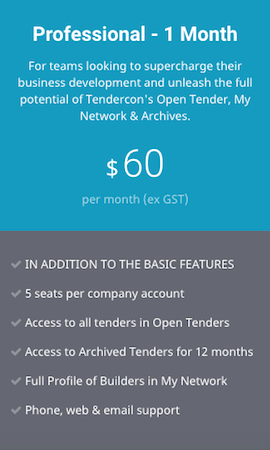 Professional - 1 Month
For teams looking to supercharge their
business development and unleash the full
potential of Tendercon's Open Tender, My
Network & Archives.
$60
per month (ex GST)
IN ADDITION TO THE BASIC FEATURES
5 seats per company account
Access to all tenders in Open Tenders
Access to Archived Tenders for 12 months
Full Profile of Builders in My Network
Phone, web & email support